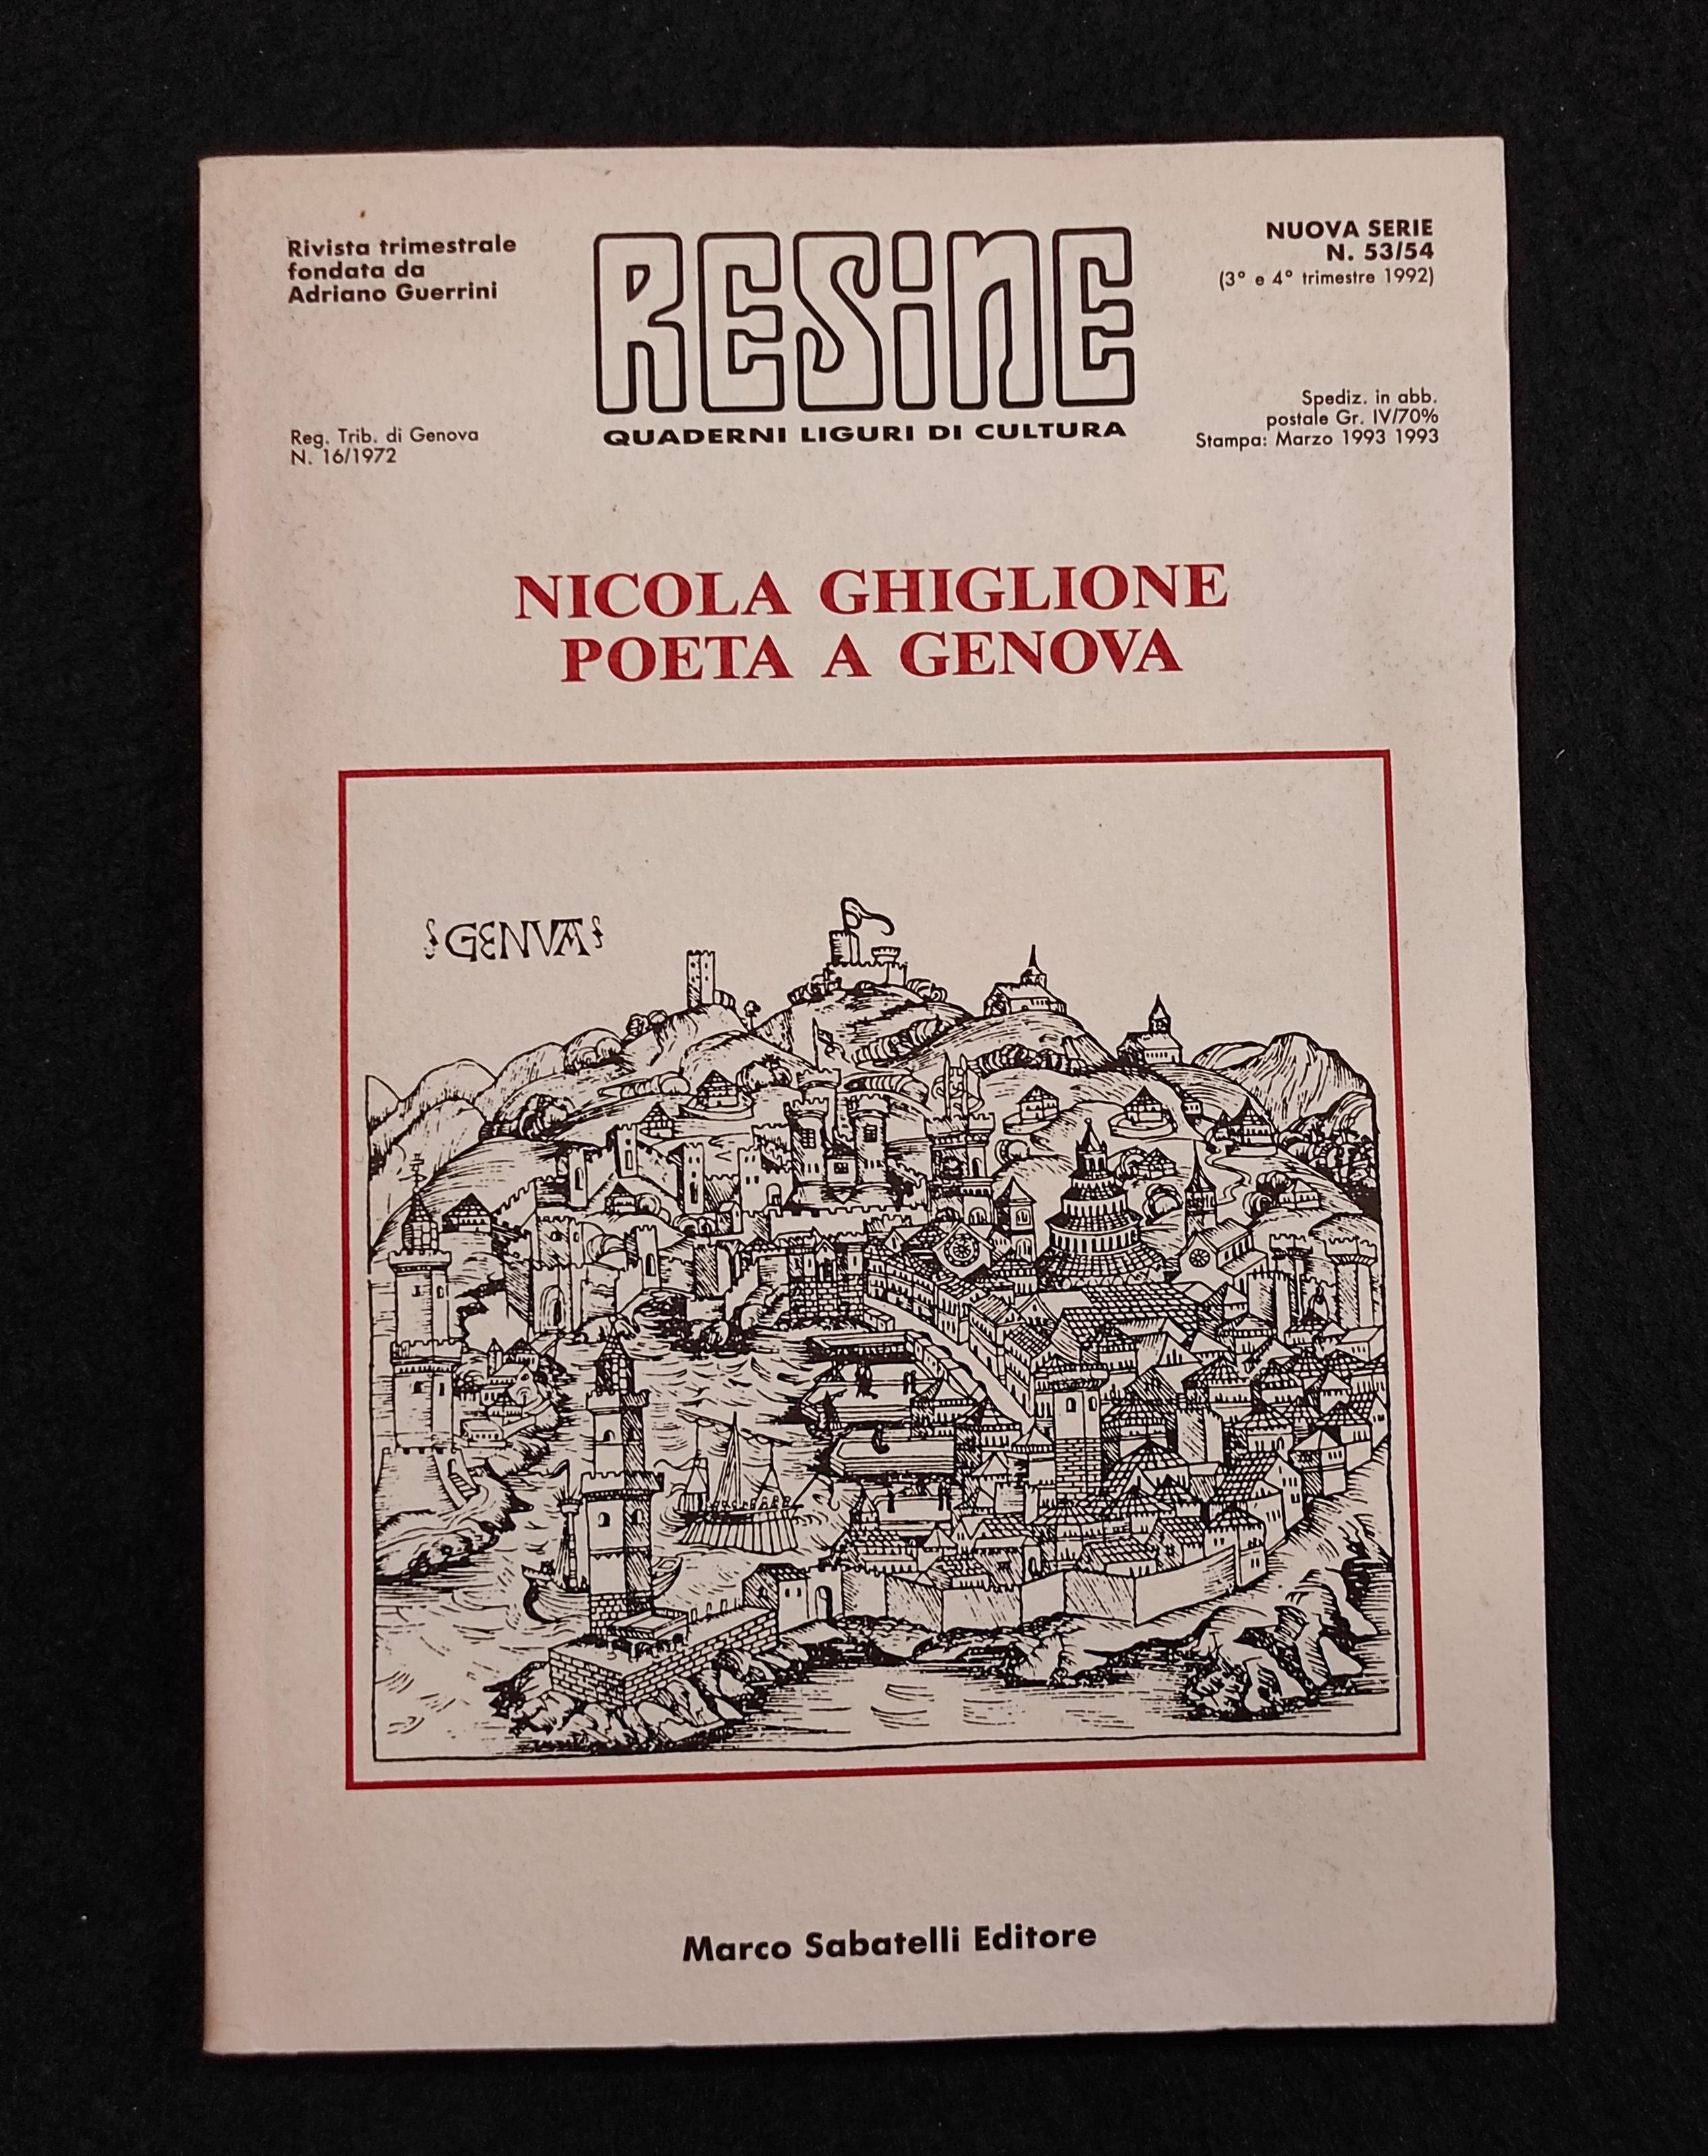 Rivista trimestrale
fondata da
Adriano Guerrini
RESINE
QUADERNI LIGURI DI CULTURA
NUOVA SERIE
N. 53/54
(3° e 4° trimestre 1992)
Reg. Trib. di Genova
N. 16/1972
Spediz. in abb.
postale Gr. IV/70%
Stampa: Marzo 1993 1993
NICOLA GHIGLIONE
POETA A GENOVA
GENVA
Marco Sabatelli Editore